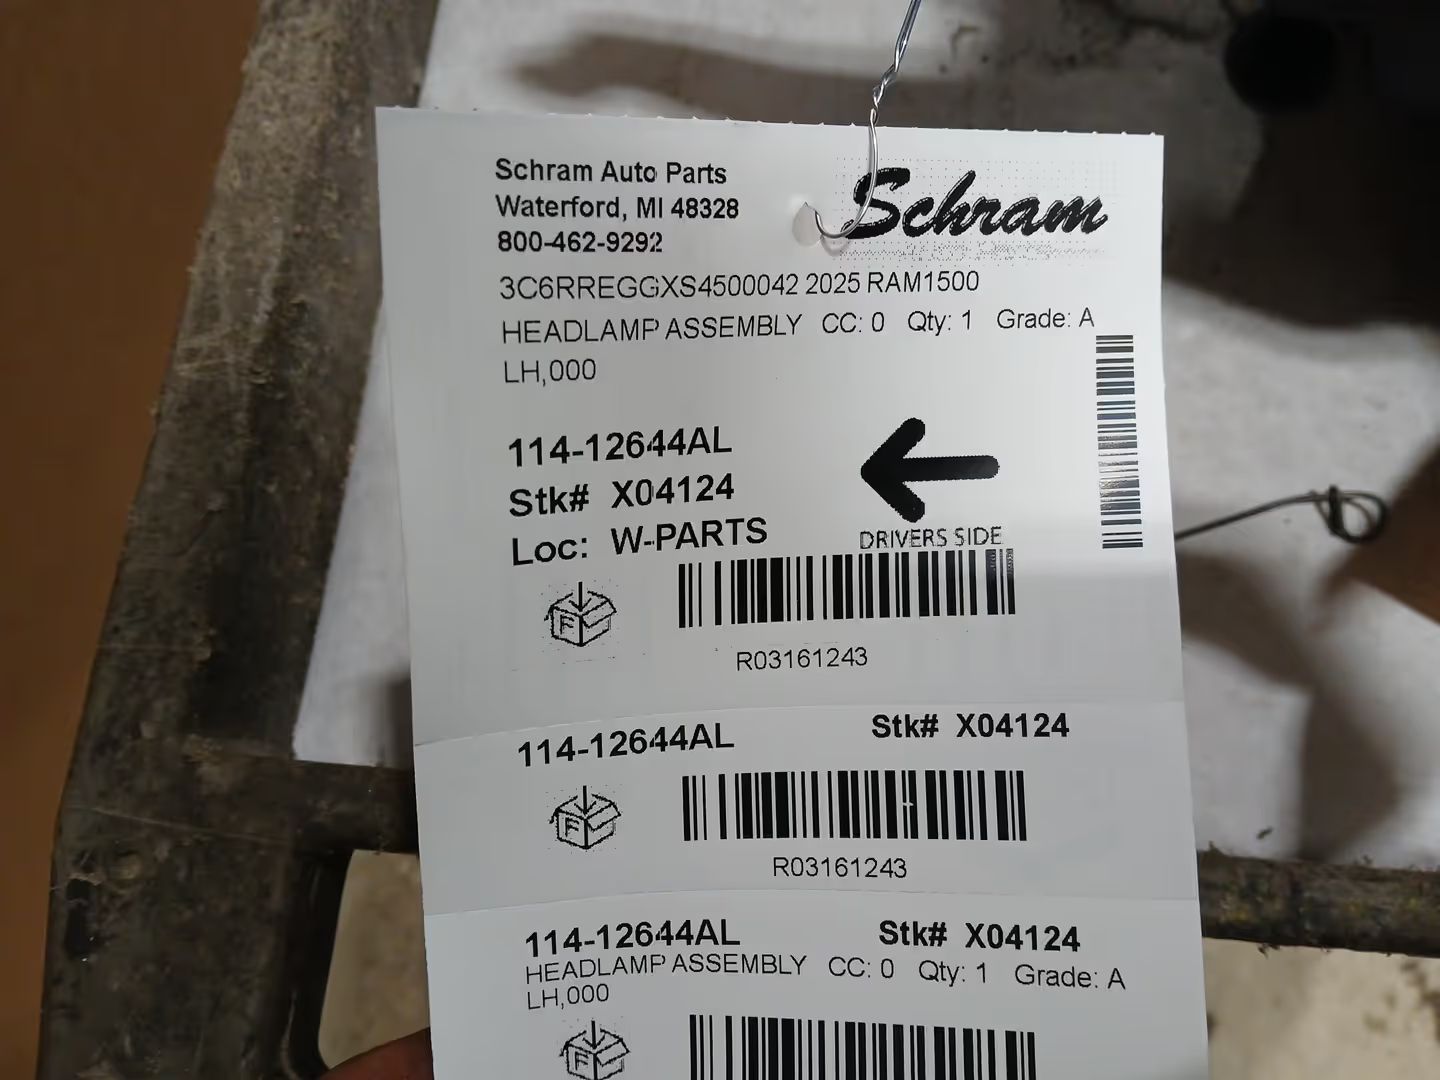 Schram Auto Parts
Schram
Waterford, MI 48328
800-462-9292
3C6RREGGXS4500042 2025 RAM1500
HEADLAMP ASSEMBLY CC: 0 Qty: 1 Grade: A
LH,000
114-12644AL
Stk# X04124
Loc: W-PARTS
DRIVERS SIDE
F
R03161243
114-12644AL Stk# X04124
F
R03161243
114-12644AL Stk# X04124
HEADLAMP ASSEMBLY CC: 0 Qty: 1 Grade: A
LH,000
F